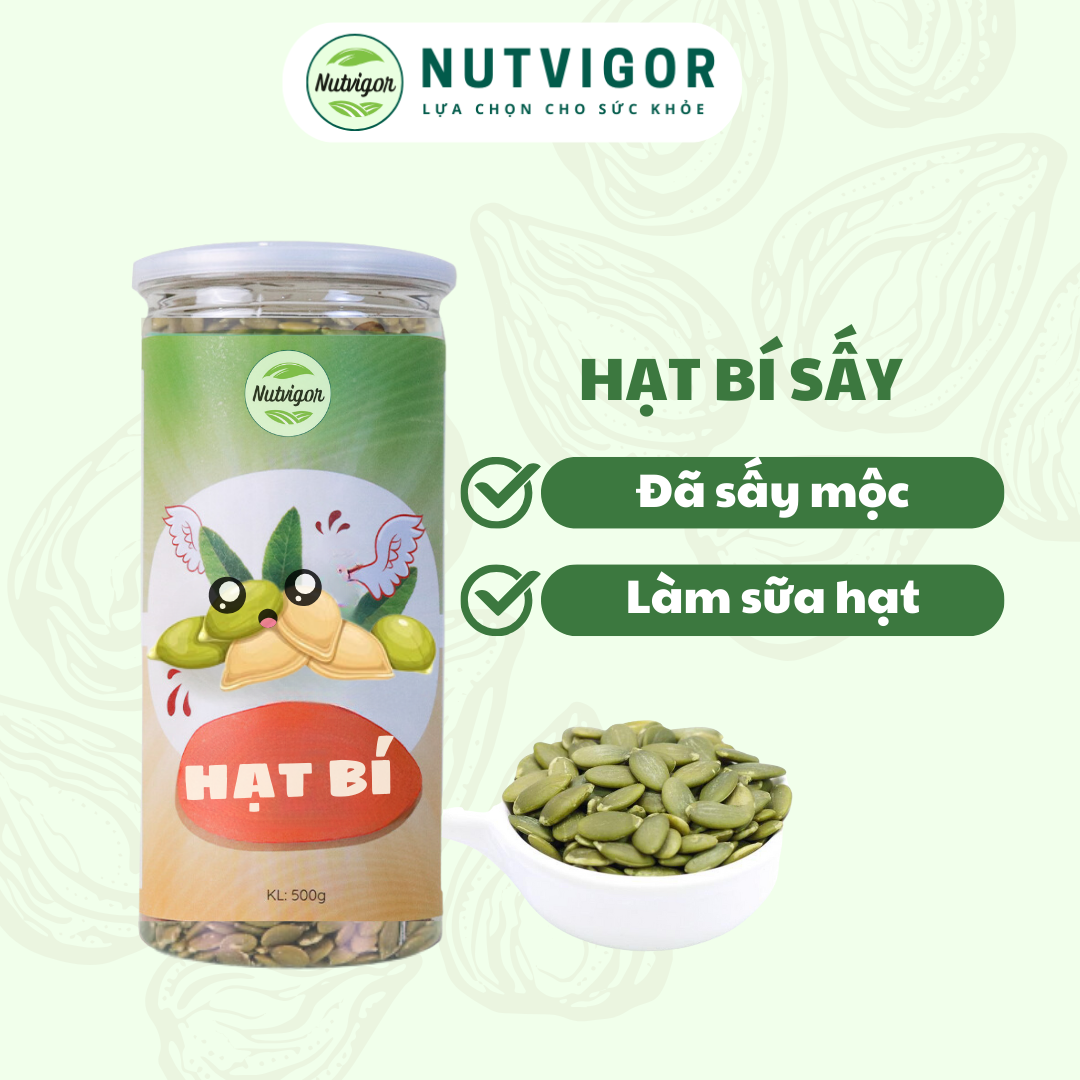 Nutvigor
NUTVIGOR
LỰA CHỌN CHO SỨC KHỎE
Nutvigor
HẠT BÍ SẤY
Đã sấy mộc
Làm sữa hạt
HẠT BÍ
KL: 500g